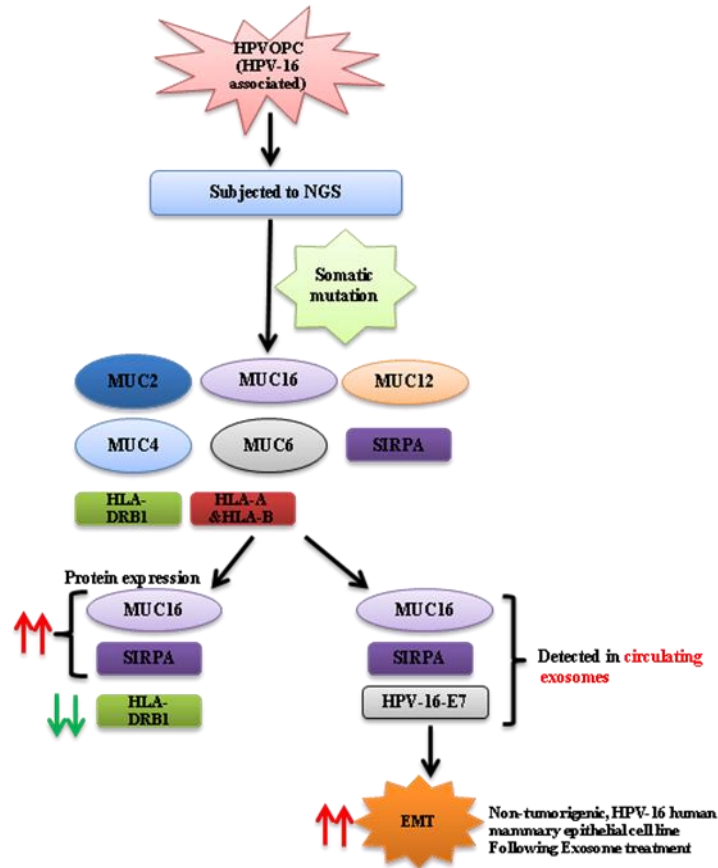 HPVOPC
(HPV-16
associated)
Subjected to NGS
Somatic
mutation
MUC2
MUC16
MUC12
MUC4
MUC6
SIRPA
HLA-
DRB1
HLA-A
&HLA-B
Protein expression
MUC16
SIRPA
HLA-
DRB1
MUC16
SIRPA
HPV-16-E7
Detected in circulating
exosomes
EMT
Non-tumorigenic, HPV-16 human
mammary epithelial cell line
Following Exosome treatment